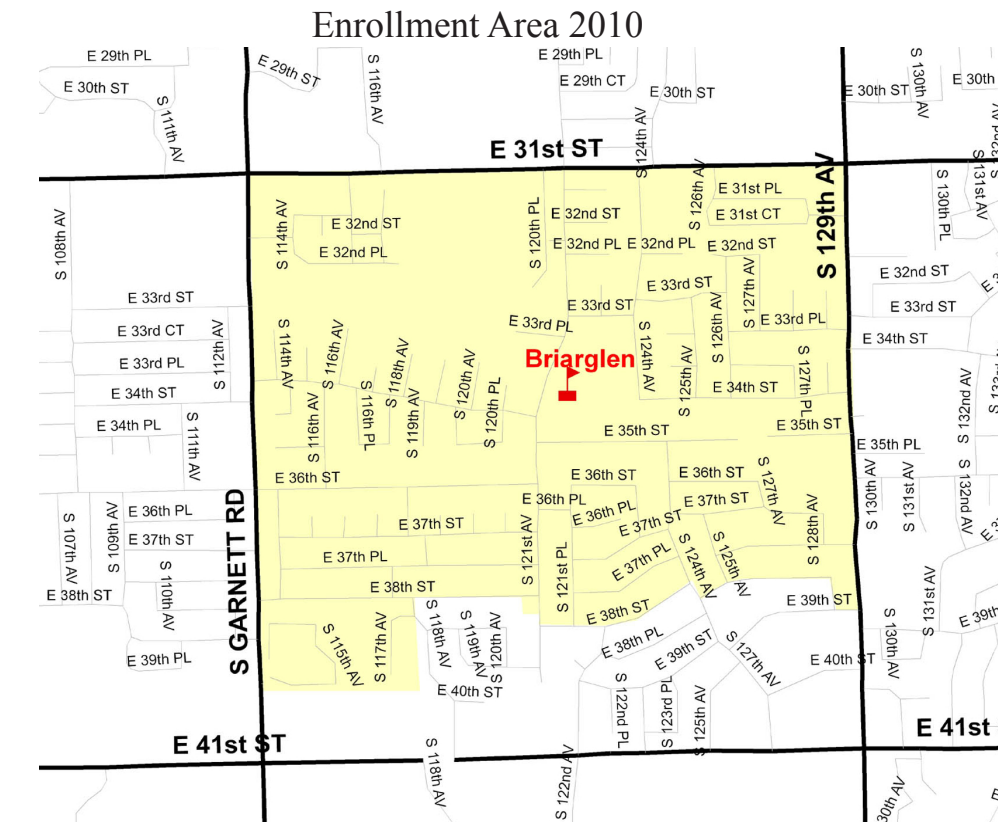 Enrollment Area 2010
E 29th PL
E 29th ST
S 116th AV
E 29th PL
E 29th CT
S 130th AV
E 30th ST
S 111th AV
E 30th ST
E 30th ST
E 30th
S 124th AV
E 31st ST
S 129th AV
S 131st AV
S 130th PL
S 108th AV
S 114th AV
E 32nd ST
E 32nd PL
S 120th PL
E 32nd ST
E 32nd PL
E 32nd PL
S 126th AV
E 31st PL
E 31st CT
E 32nd ST
E 32nd ST
E 33rd ST
E 33rd ST
E 33rd ST
S 127th AV
E 33rd ST
E 33rd CT
S 112th AV
E 33rd PL
E 33rd PL
E 33rd PL
E 34th ST
E 34th ST
E 34th PL
S 111th AV
S 114th AV
S 116th AV
S 116th AV
S 116th PL
S 118th AV
S 119th AV
S 120th AV
S 120th PL
Briarglen
S 124th AV
S 125th AV
S 126th AV
E 34th ST
S 127th PL
S 132nd AV
E 35th ST
E 35th ST
E 35th PL
E 36th ST
E 36th ST
E 36th ST
S 127th AV
S 130th AV
S 131st AV
S 132nd AV
S GARNETT RD
S 107th AV
S 109th AV
E 36th PL
E 37th ST
S 110th AV
E 36th PL
E 36th PL
E 37th ST
E 37th ST
E 37th ST
S 128th AV
E 37th PL
E 37th PL
S 121st AV
S 121st PL
S 124th AV
S 125th AV
E 38th ST
E 38th ST
E 38th ST
E 39th ST
S 131st AV
E 39th
S 130th AV
E 39th PL
S 115th AV
S 117th AV
S 118th AV
S 119th AV
S 120th AV
E 38th PL
E 39th ST
S 127th AV
E 40th ST
E 40th ST
S 122nd PL
S 123rd PL
S 125th AV
E 41st ST
E 41st
S 118th AV
S 122nd AV
30th AV